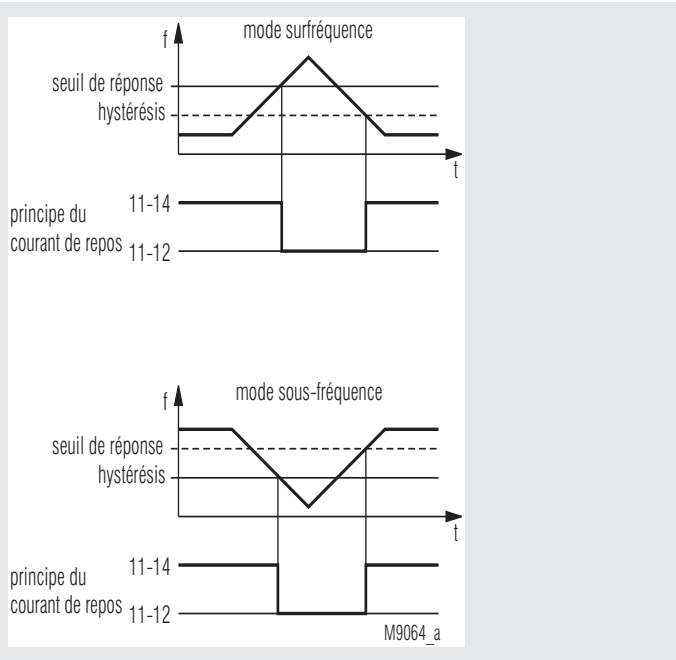 f
mode surfréquence
seuil de réponse
hystérésis
t
11-14
principe du
courant de repos
11-12
f
mode sous-fréquence
seuil de réponse
hystérésis
t
11-14
principe du
courant de repos
11-12
M9064_a